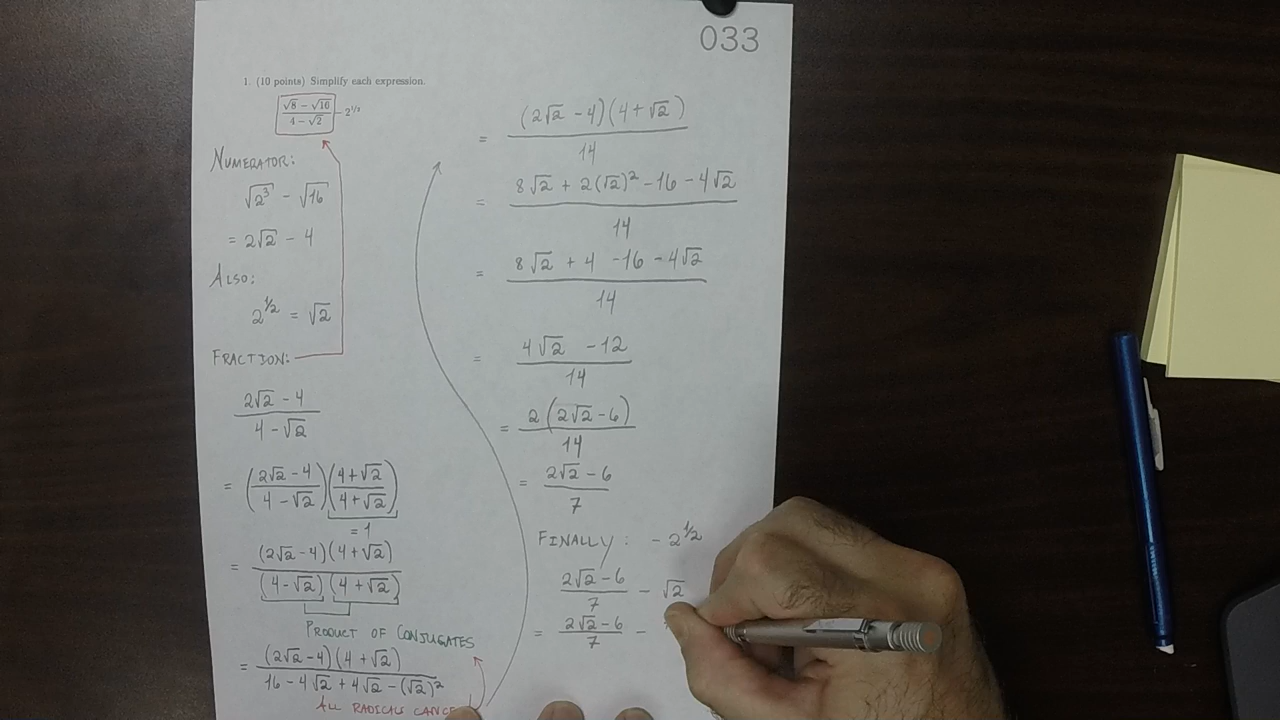 033
1. (10 points) Simplify each expression.
(√8 − √16)/(4 − √2) − 2^{1/2}
NUMERATOR:
√2³ − √16
= 2√2 − 4
ALSO:
2^{1/2} = √2
FRACTION:
(2√2 − 4)/(4 − √2)
= ((2√2 − 4)/(4 − √2)) ((4 + √2)/(4 + √2))
= 1
= (2√2 − 4)(4 + √2)/((4 − √2)(4 + √2))
PRODUCT OF CONJUGATES
= (2√2 − 4)(4 + √2)/(16 − 4√2 + 4√2 − (√2)²)
ALL RADICALS
= (2√2 − 4)(4 + √2)/14
= (8√2 + 2(√2)² − 16 − 4√2)/14
= (8√2 + 4 − 16 − 4√2)/14
= (4√2 − 12)/14
= 2(2√2 − 6)/14
= (2√2 − 6)/7
FINALLY: − 2^{1/2}
(2√2 − 6)/7 − √2
= (2√2 − 6)/7 −